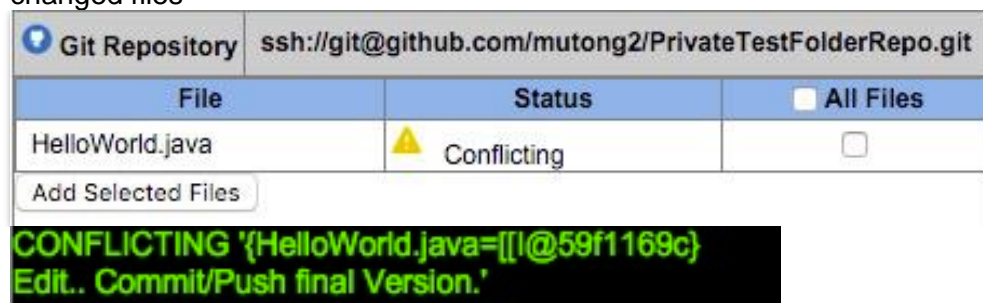 changed files
Git Repository ssh://git@github.com/mutong2/PrivateTestFolderRepo.git
File Status All Files
HelloWorld.java Conflicting
Add Selected Files
CONFLICTING '{HelloWorld.java=[[I@59f1169c}
Edit.. Commit/Push final Version.'